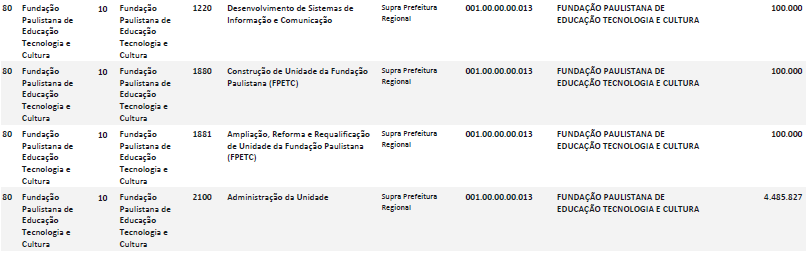 80 Fundação 10 Fundação 1220 Desenvolvimento de Sistemas de Supra Prefeitura 001.00.00.00.013 FUNDAÇÃO PAULISTANA DE 100.000
Paulistana de Paulistana de Informação e Comunicação Regional EDUCAÇÃO TECNOLOGIA E CULTURA
Educação Educação
Tecnologia e Tecnologia e
Cultura Cultura
80 Fundação 10 Fundação 1880 Construção de Unidade da Fundação Supra Prefeitura 001.00.00.00.013 FUNDAÇÃO PAULISTANA DE 100.000
Paulistana de Paulistana de Paulistana (FPETC) Regional EDUCAÇÃO TECNOLOGIA E CULTURA
Educação Educação
Tecnologia e Tecnologia e
Cultura Cultura
80 Fundação 10 Fundação 1881 Ampliação, Reforma e Requalificação Supra Prefeitura 001.00.00.00.013 FUNDAÇÃO PAULISTANA DE 100.000
Paulistana de Paulistana de de Unidade da Fundação Paulistana Regional EDUCAÇÃO TECNOLOGIA E CULTURA
Educação Educação (FPETC)
Tecnologia e Tecnologia e
Cultura Cultura
80 Fundação 10 Fundação 2100 Administração da Unidade Supra Prefeitura 001.00.00.00.013 FUNDAÇÃO PAULISTANA DE 4.485.827
Paulistana de Paulistana de Regional EDUCAÇÃO TECNOLOGIA E CULTURA
Educação Educação
Tecnologia e Tecnologia e
Cultura Cultura